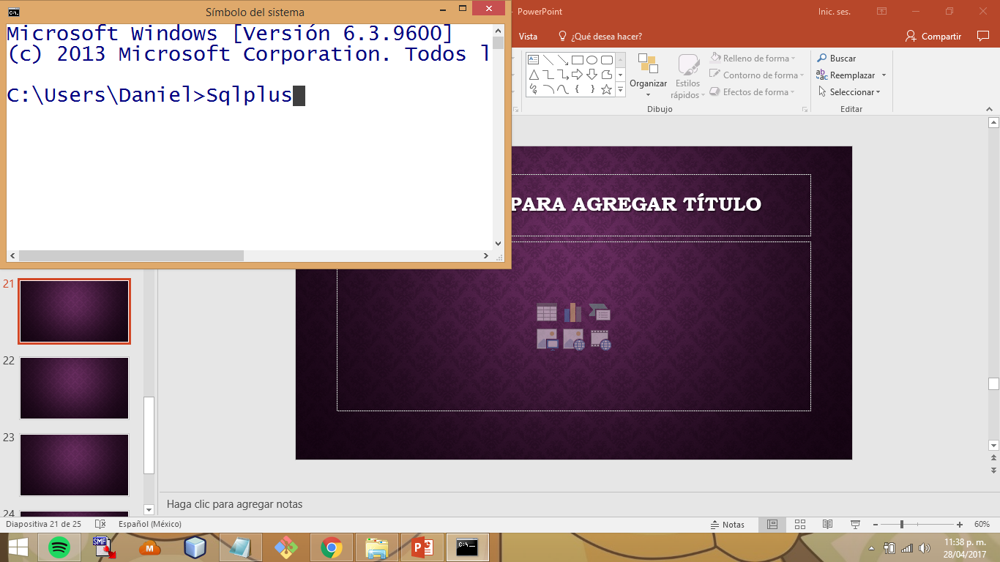 Símbolo del sistema
Microsoft Windows [Versión 6.3.9600]
(c) 2013 Microsoft Corporation. Todos l
C:\Users\Daniel>Sqlplus
- PowerPoint
Inic. ses.
Vista
¿Qué desea hacer?
Compartir
Organizar
Estilos rápidos
Relleno de forma
Contorno de forma
Efectos de forma
Dibujo
Buscar
Reemplazar
Seleccionar
Editar
PARA AGREGAR TÍTULO
21
22
23
24
Haga clic para agregar notas
Diapositiva 21 de 25
Español (México)
Notas
60%
SMF
11:38 p. m.
28/04/2017